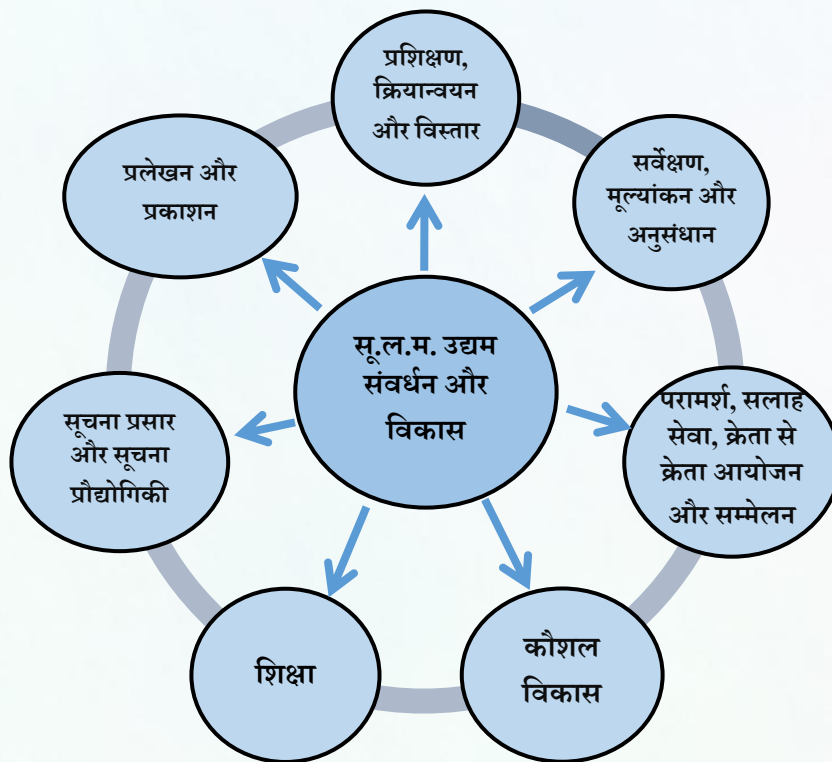 प्रशिक्षण,
क्रियान्वयन
और विस्तार
सर्वेक्षण,
मूल्यांकन और
अनुसंधान
परामर्श, सलाह
सेवा, क्रेता से
क्रेता आयोजन
और सम्मेलन
कौशल
विकास
शिक्षा
सूचना प्रसार
और सूचना
प्रौद्योगिकी
प्रलेखन और
प्रकाशन
सू.ल.म. उद्यम
संवर्धन और
विकास